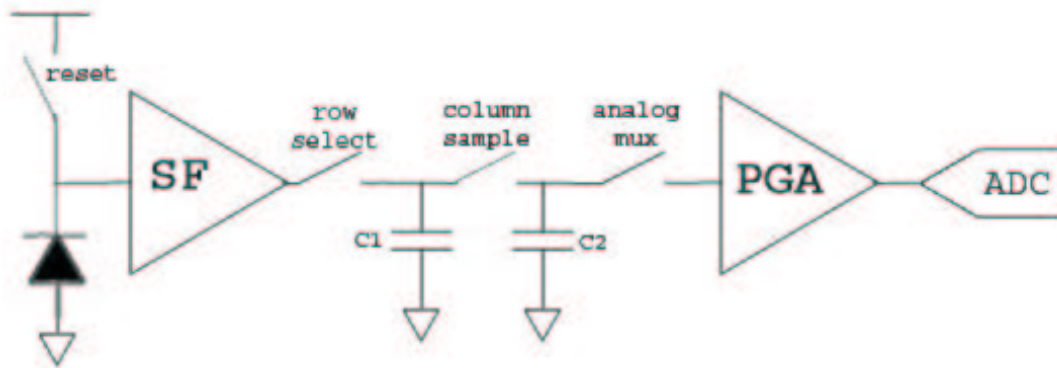 reset
SF
row
select
column
sample
analog
mux
PGA
ADC
C1
C2